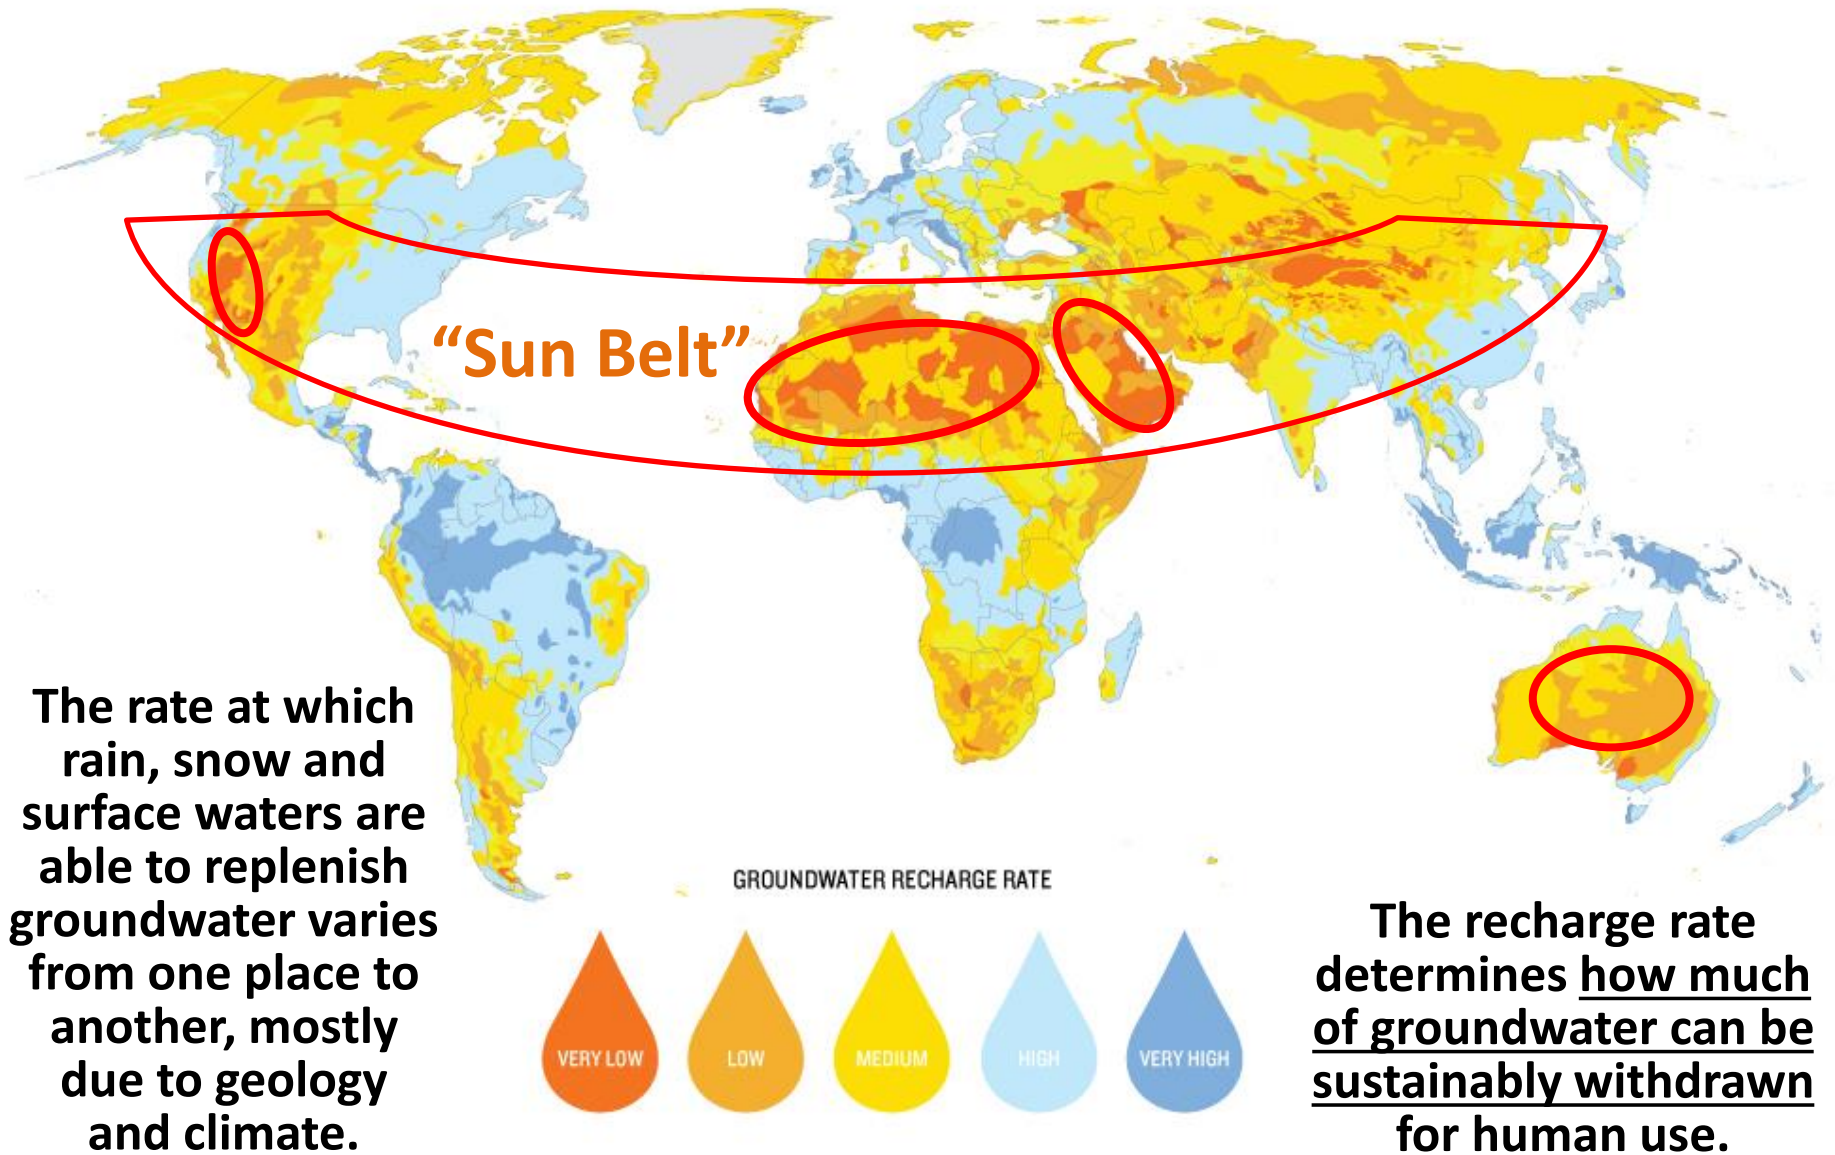 “Sun Belt”
The rate at which
rain, snow and
surface waters are
able to replenish
groundwater varies
from one place to
another, mostly
due to geology
and climate.
GROUNDWATER RECHARGE RATE
VERY LOW
LOW
MEDIUM
HIGH
VERY HIGH
The recharge rate
determines how much
of groundwater can be
sustainably withdrawn
for human use.